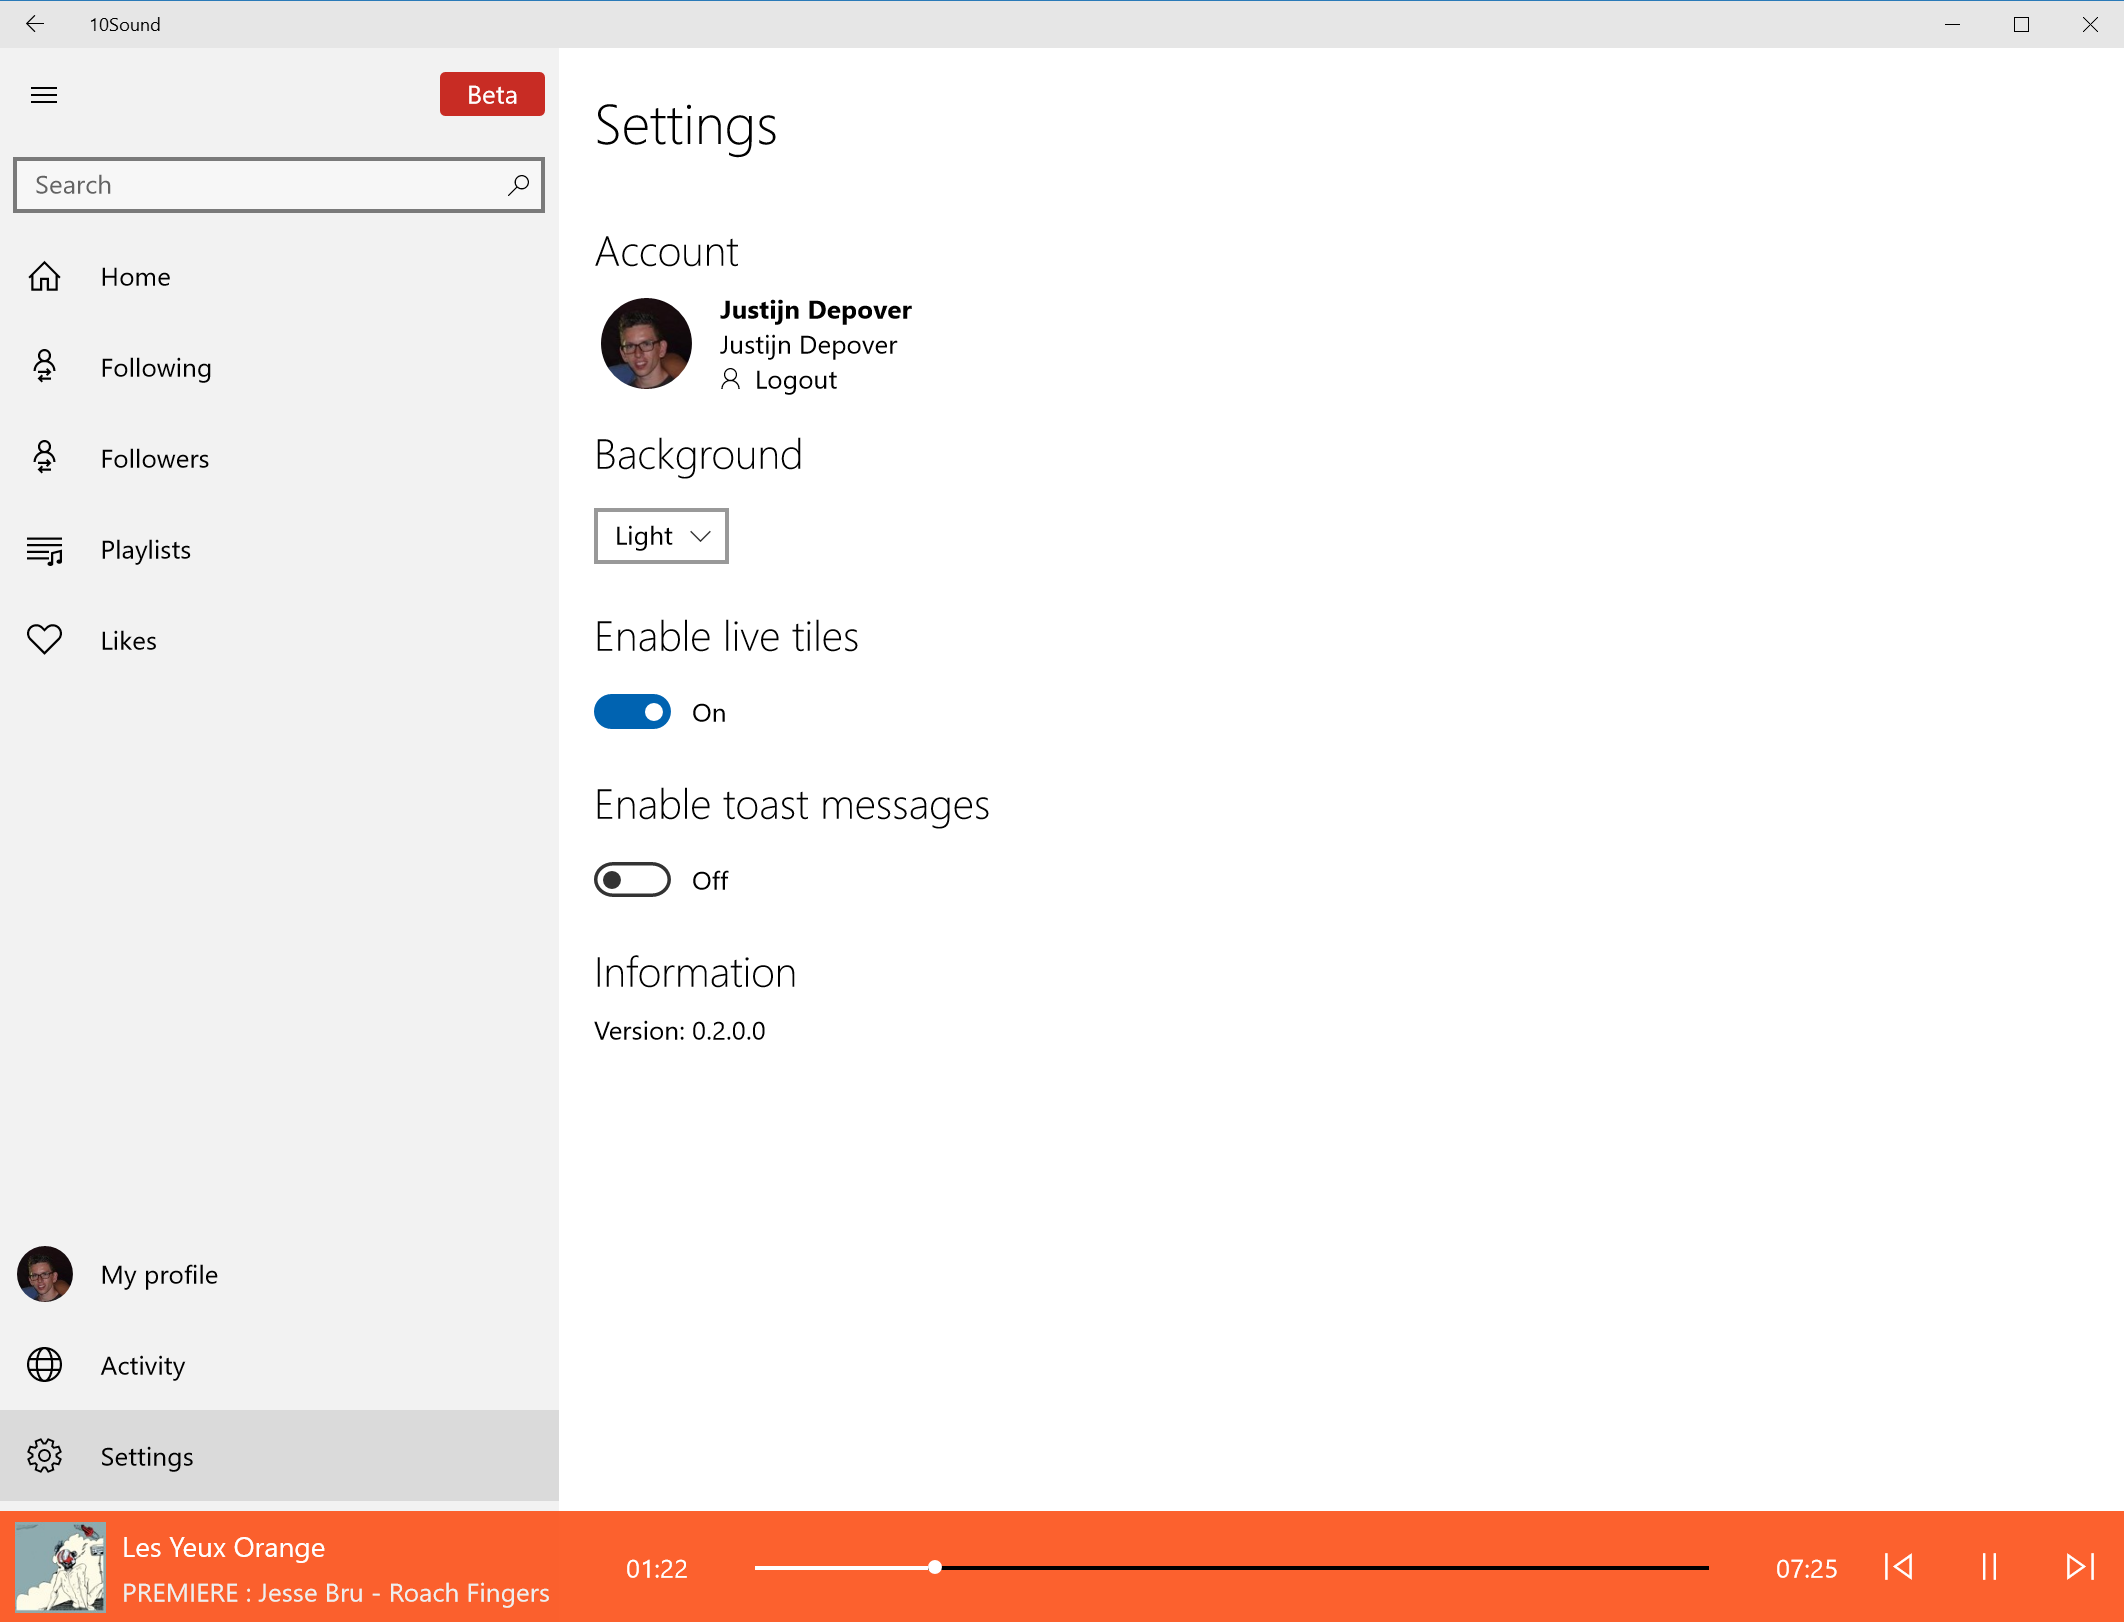 10Sound
Beta
Search
Home
Following
Followers
Playlists
Likes
My profile
Activity
Settings
Settings
Account
Justijn Depover
Justijn Depover
Logout
Background
Light
Enable live tiles
On
Enable toast messages
Off
Information
Version: 0.2.0.0
Les Yeux Orange
PREMIERE : Jesse Bru - Roach Fingers
01:22
07:25